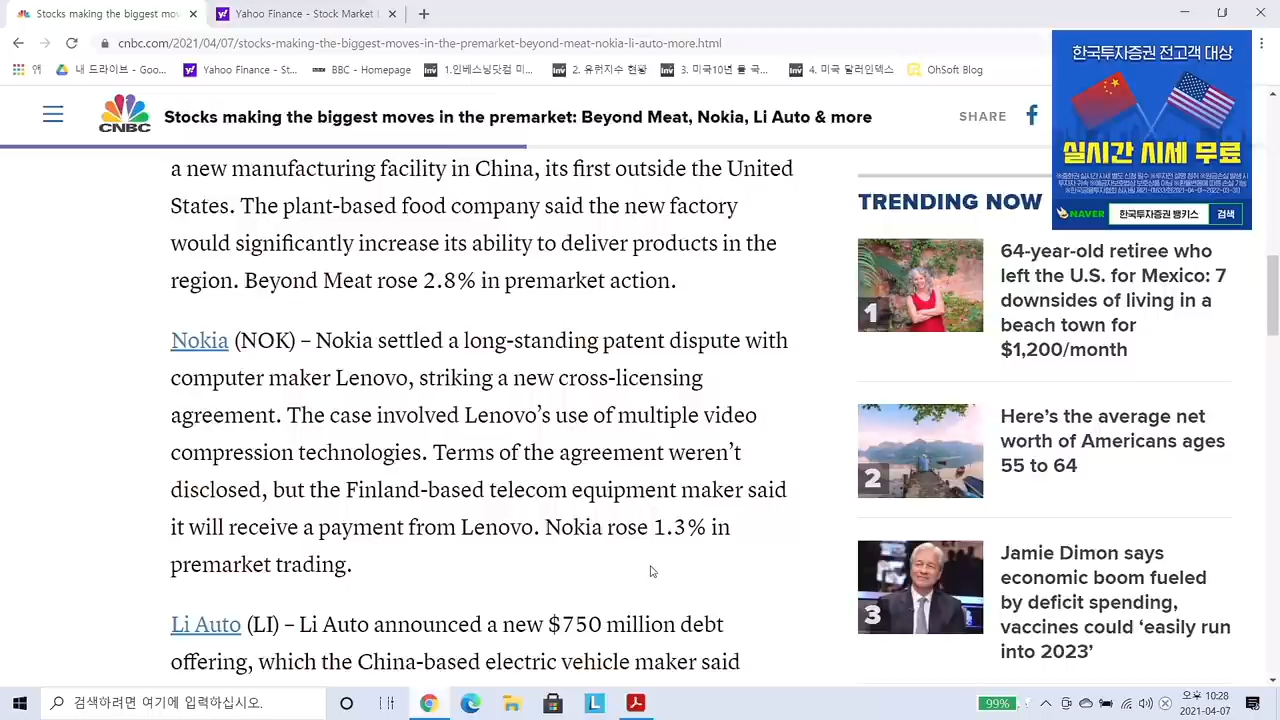 Stocks making the biggest moves
Yahoo Finance - Stock Market L
cnbc.com/2021/04/07/stocks-making-the-biggest-moves-in-the-premarket-beyond-meat-nokia-li-auto-more.html
앱
내 드라이브 - Goo...
Yahoo Finance - St...
BBC - Homepage
1.인베스닝닷컴 미...
2. 유뤼지수 현황
3. 미국10년 물 국...
4. 미국 달러인덱스
OhSoft Blog
CNBC
Stocks making the biggest moves in the premarket: Beyond Meat, Nokia, Li Auto & more
SHARE
한국투자증권 전고객 대상
실시간 시세 무료
NAVER
한국투자증권 뱅키스
검색
a new manufacturing facility in China, its first outside the United
States. The plant-based food company said the new factory
would significantly increase its ability to deliver products in the
region. Beyond Meat rose 2.8% in premarket action.
Nokia (NOK) – Nokia settled a long-standing patent dispute with
computer maker Lenovo, striking a new cross-licensing
agreement. The case involved Lenovo's use of multiple video
compression technologies. Terms of the agreement weren't
disclosed, but the Finland-based telecom equipment maker said
it will receive a payment from Lenovo. Nokia rose 1.3% in
premarket trading.
Li Auto (LI) – Li Auto announced a new $750 million debt
offering, which the China-based electric vehicle maker said
TRENDING NOW
1
64-year-old retiree who
left the U.S. for Mexico: 7
downsides of living in a
beach town for
$1,200/month
2
Here's the average net
worth of Americans ages
55 to 64
3
Jamie Dimon says
economic boom fueled
by deficit spending,
vaccines could 'easily run
into 2023'
검색하려면 여기에 입력하십시오.
99%
오후 10:28
2021-04-07